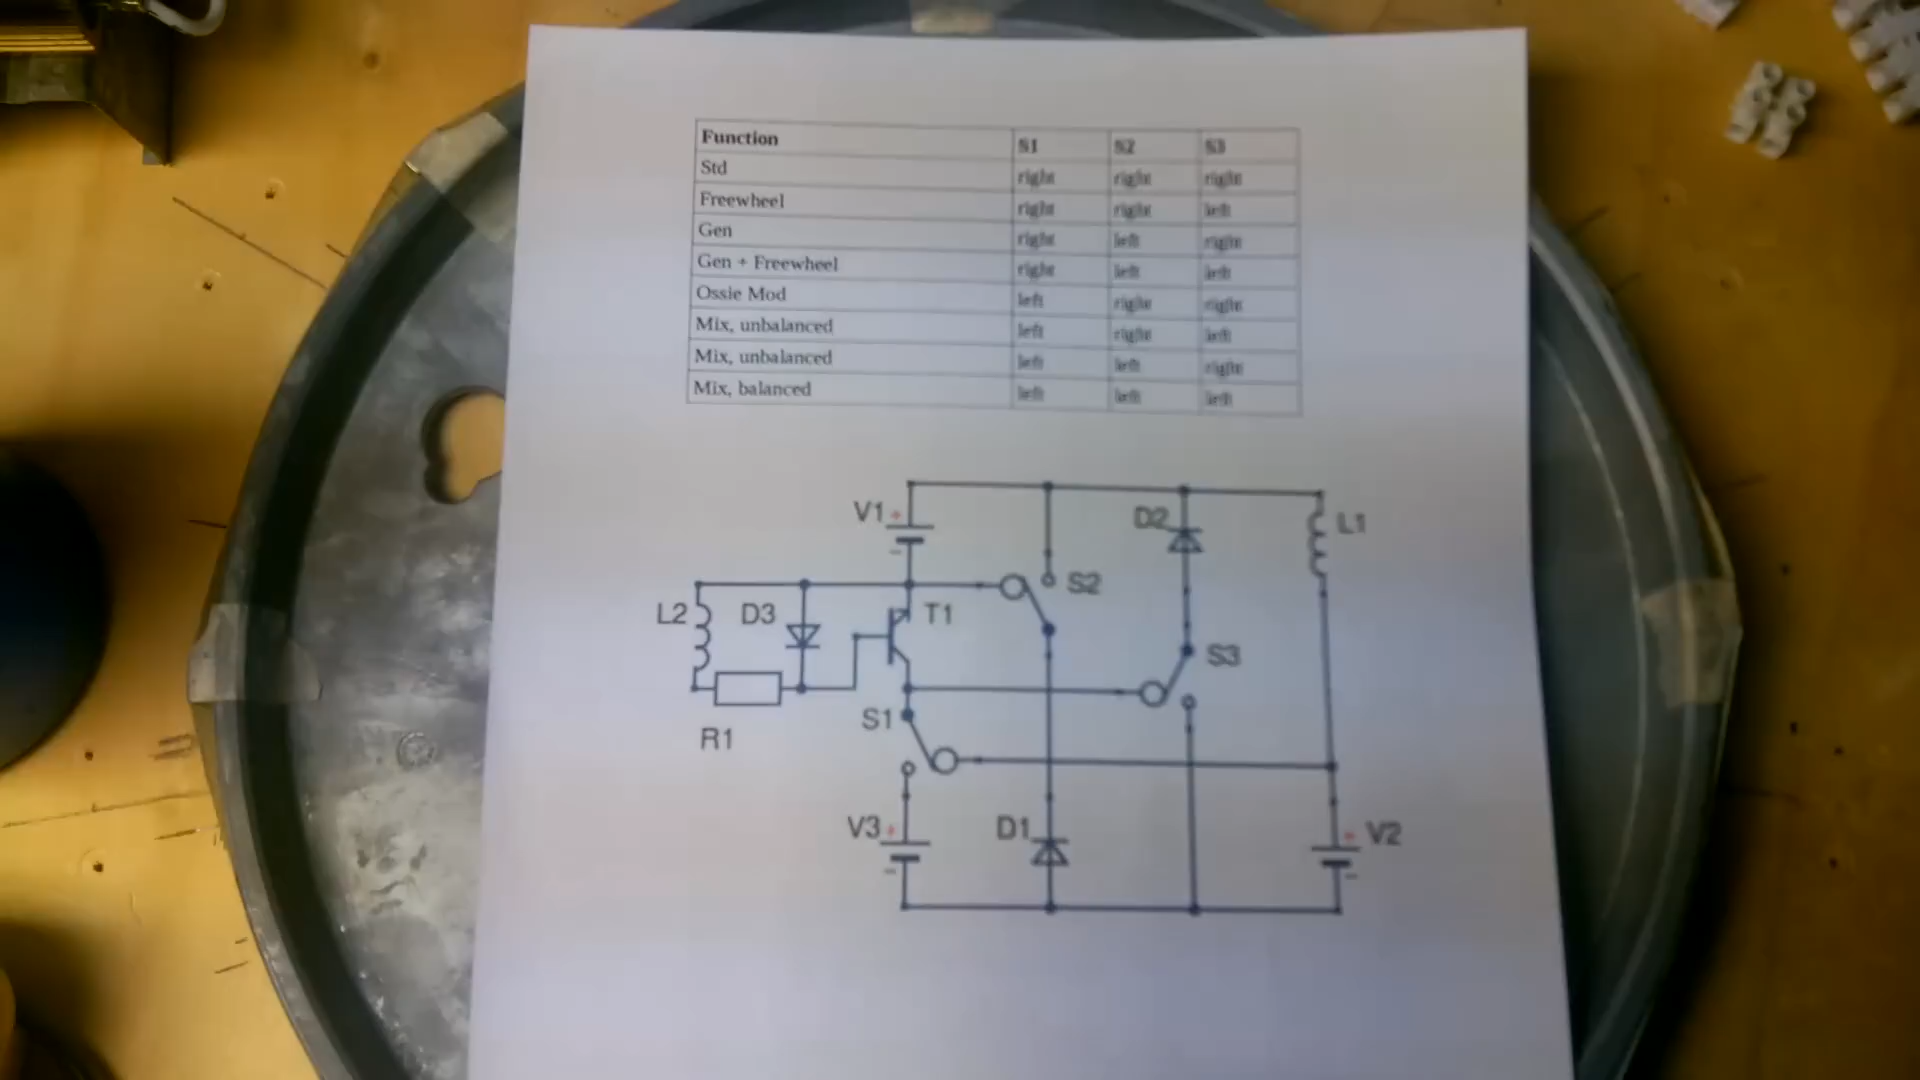 Function S1 S2 S3
Std right right right
Freewheel right right left
Gen right left right
Gen + Freewheel right left left
Ossie Mod left right right
Mix, unbalanced left right left
Mix, unbalanced left left right
Mix, balanced left left left
V1 + D2 L1
-
S2
L2 D3 T1
S3
S1
R1
V3 + D1 + V2
- -